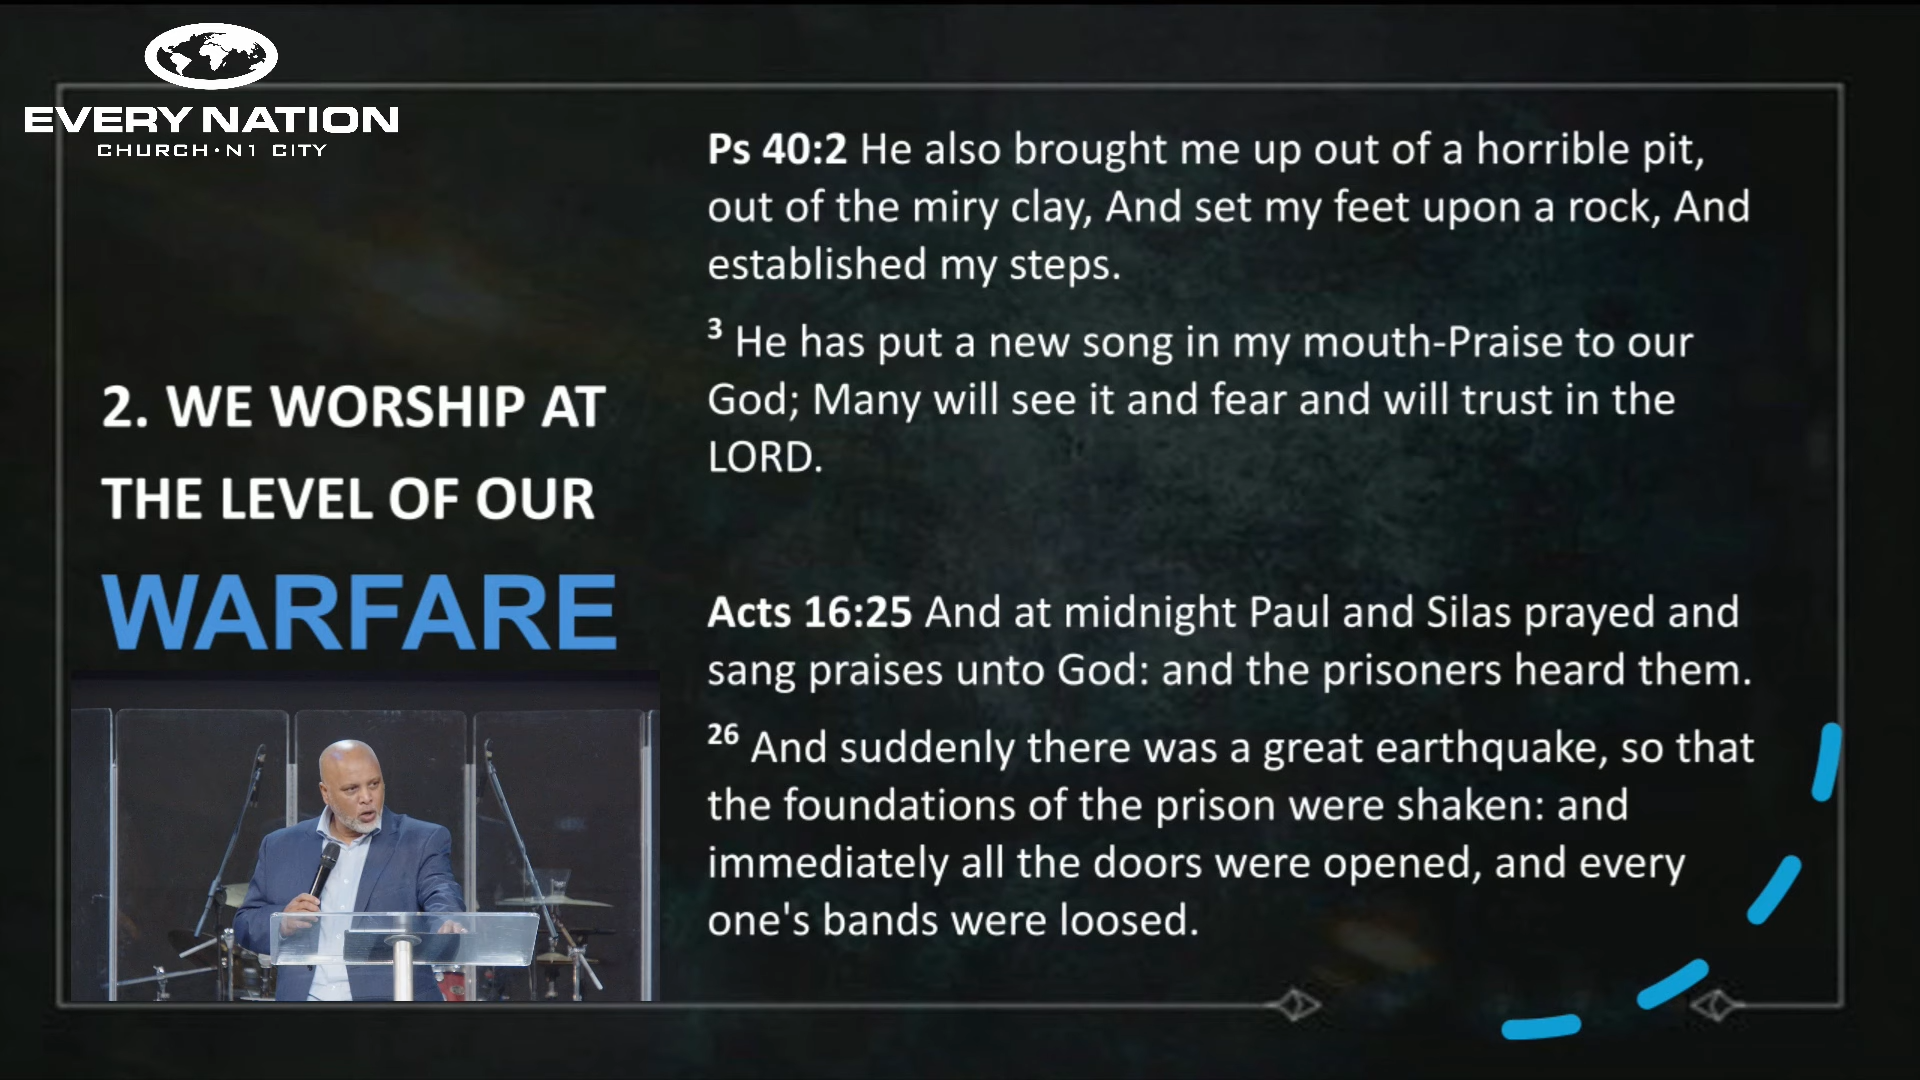 EVERY NATION
CHURCH·N1 CITY
2. WE WORSHIP AT
THE LEVEL OF OUR
WARFARE
Ps 40:2 He also brought me up out of a horrible pit,
out of the miry clay, And set my feet upon a rock, And
established my steps.
3 He has put a new song in my mouth-Praise to our
God; Many will see it and fear and will trust in the
LORD.
Acts 16:25 And at midnight Paul and Silas prayed and
sang praises unto God: and the prisoners heard them.
26 And suddenly there was a great earthquake, so that
the foundations of the prison were shaken: and
immediately all the doors were opened, and every
one's bands were loosed.